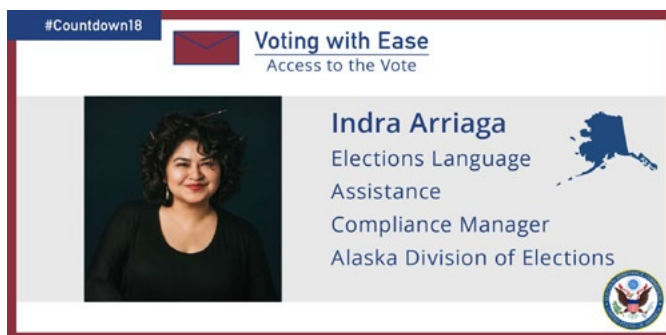 #Countdown18
Voting with Ease
Access to the Vote
Indra Arriaga
Elections Language
Assistance
Compliance Manager
Alaska Division of Elections